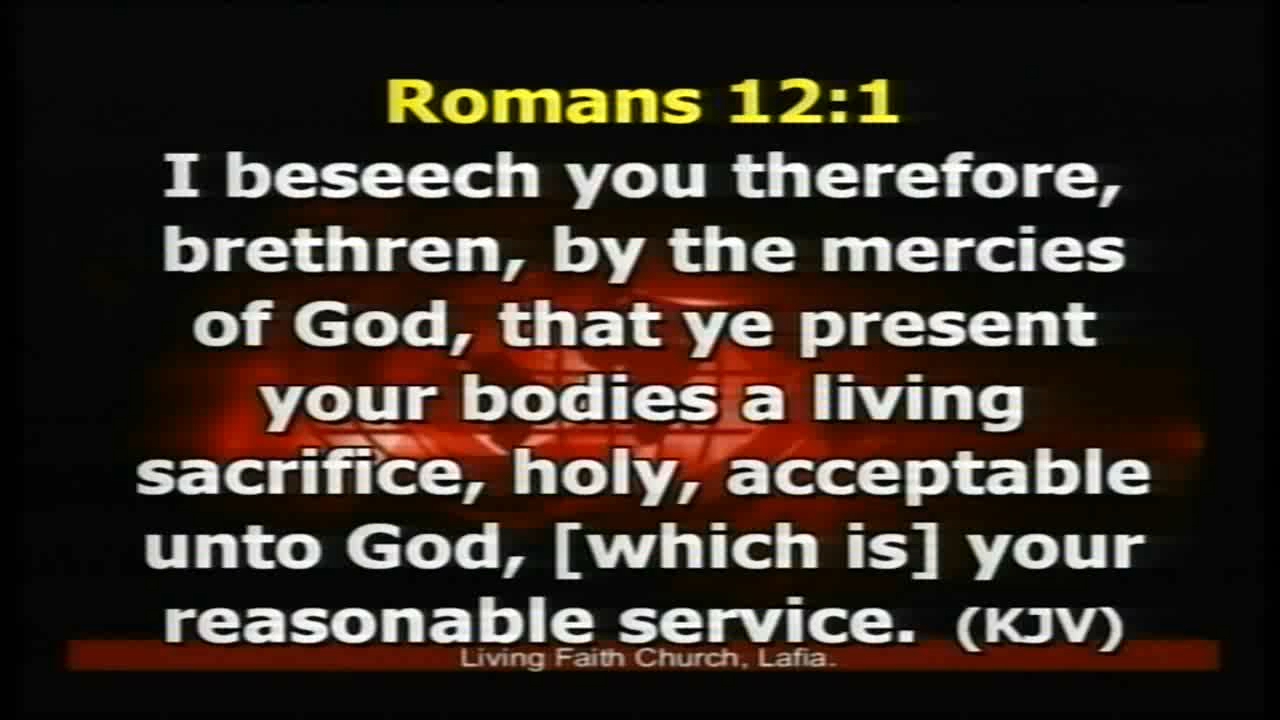 Romans 12:1
I beseech you therefore,
brethren, by the mercies
of God, that ye present
your bodies a living
sacrifice, holy, acceptable
unto God, [which is] your
reasonable service. (KJV)
Living Faith Church, Lafia.